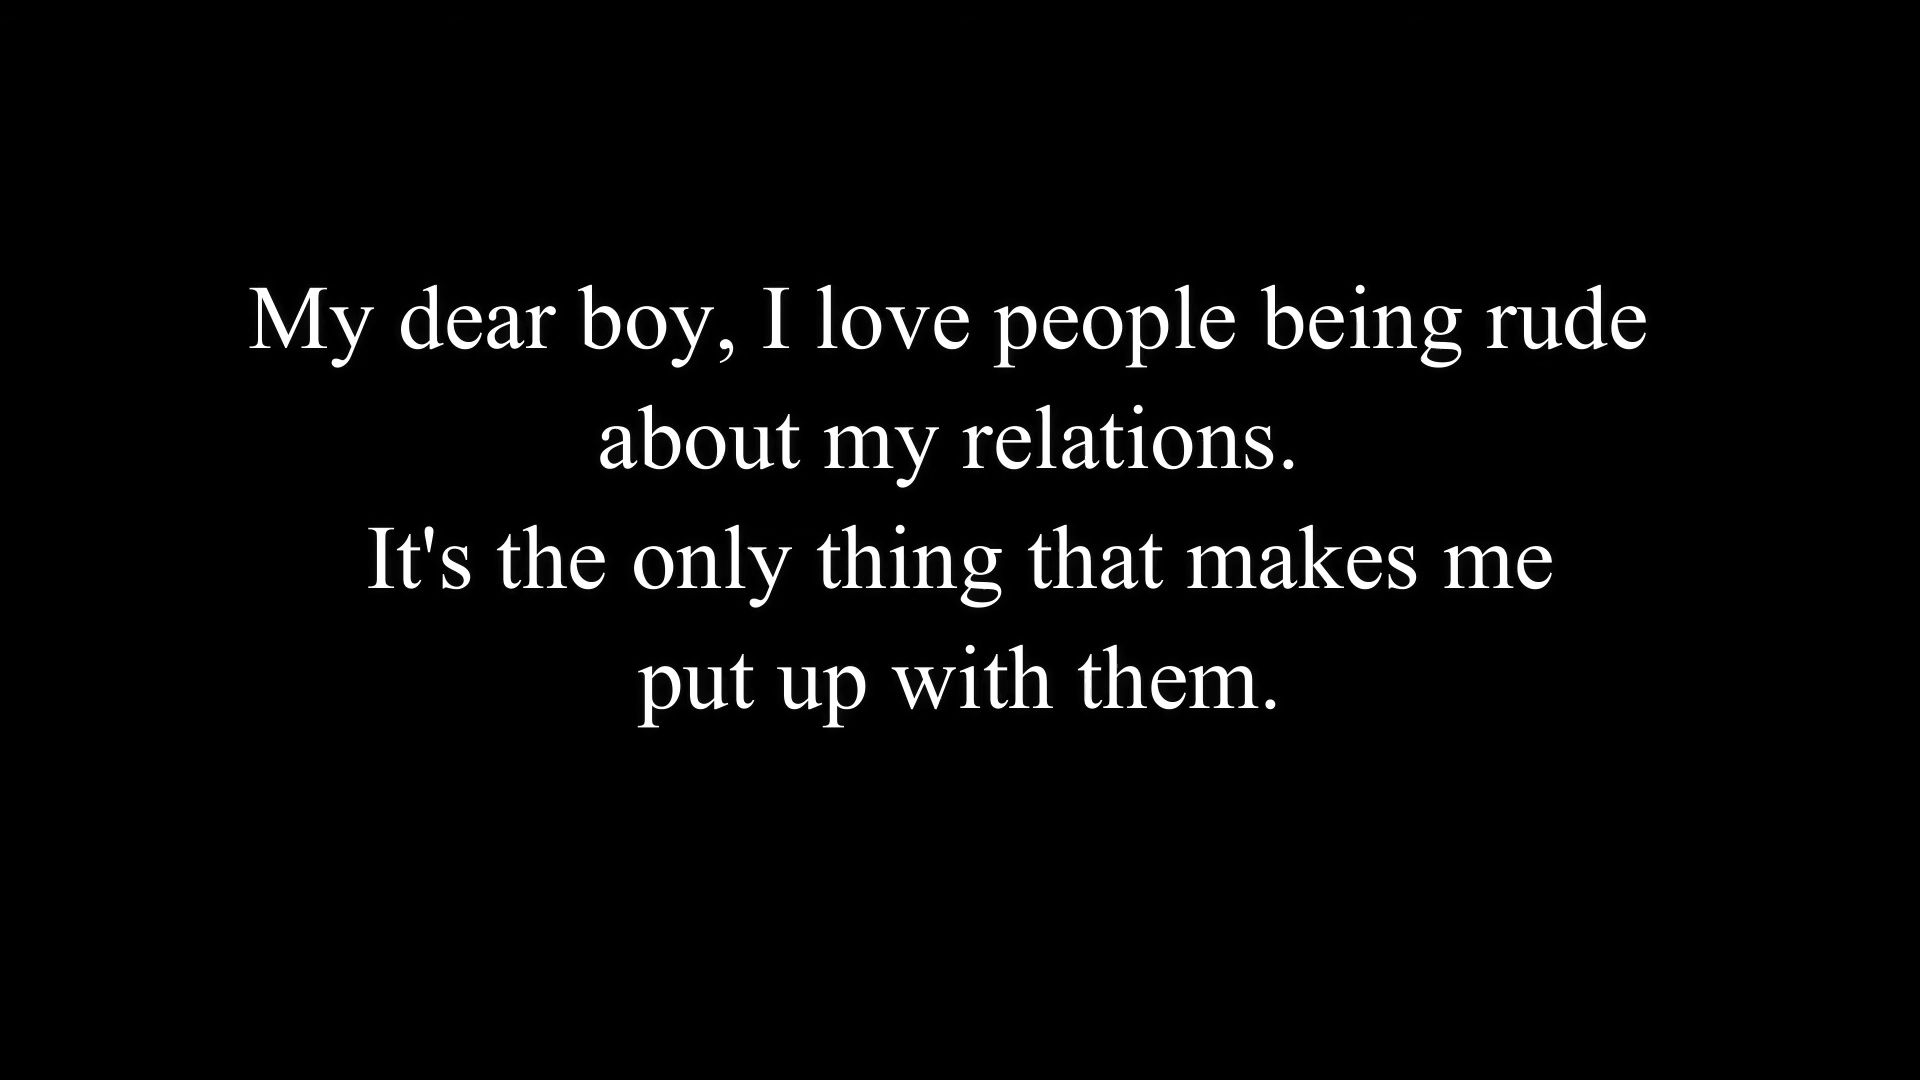 My dear boy, I love people being rude
about my relations.
It's the only thing that makes me
put up with them.